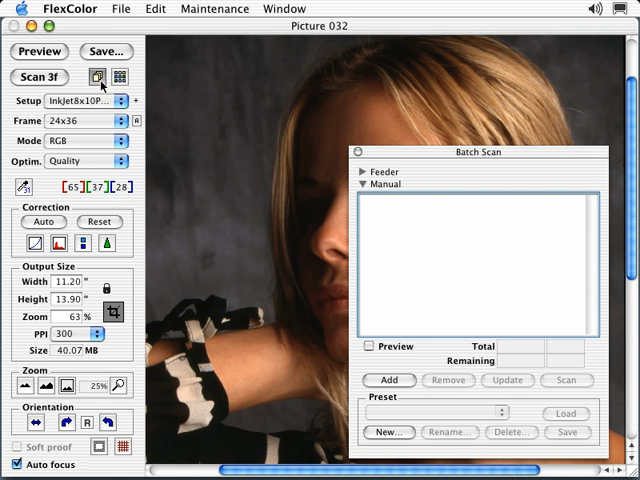 FlexColor File Edit Maintenance Window
Picture 032
Preview Save...
Scan 3f
Setup InkJet8x10P... +
Frame 24x36 A
Mode RGB
Optim. Quality
31 [65] [37] [28]
Correction
Auto Reset
Output Size
Width 11.20 "
Height 13.90 "
Zoom 63 %
PPI 300
Size 40.07 MB
Zoom
25%
Orientation
R
Soft proof
Auto focus
Batch Scan
Feeder
Manual
Preview Total
Remaining
Add Remove Update Scan
Preset
Load
New... Rename... Delete... Save